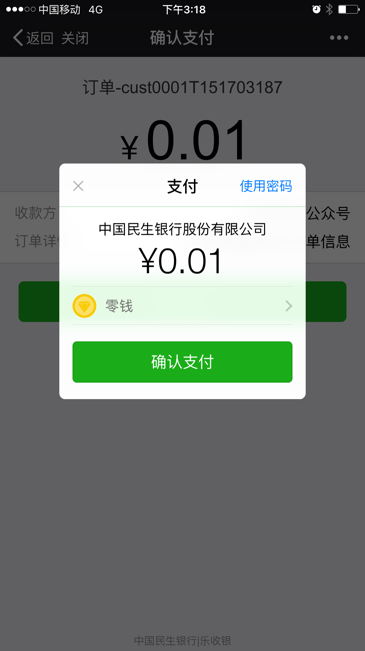 中国移动 4G 下午3:18
返回 关闭 确认支付
订单-cust0001T151703187
¥0.01
支付 使用密码
收款方 公众号
中国民生银行股份有限公司
订单详 单信息
¥0.01
零钱
确认支付
中国民生银行|乐收银